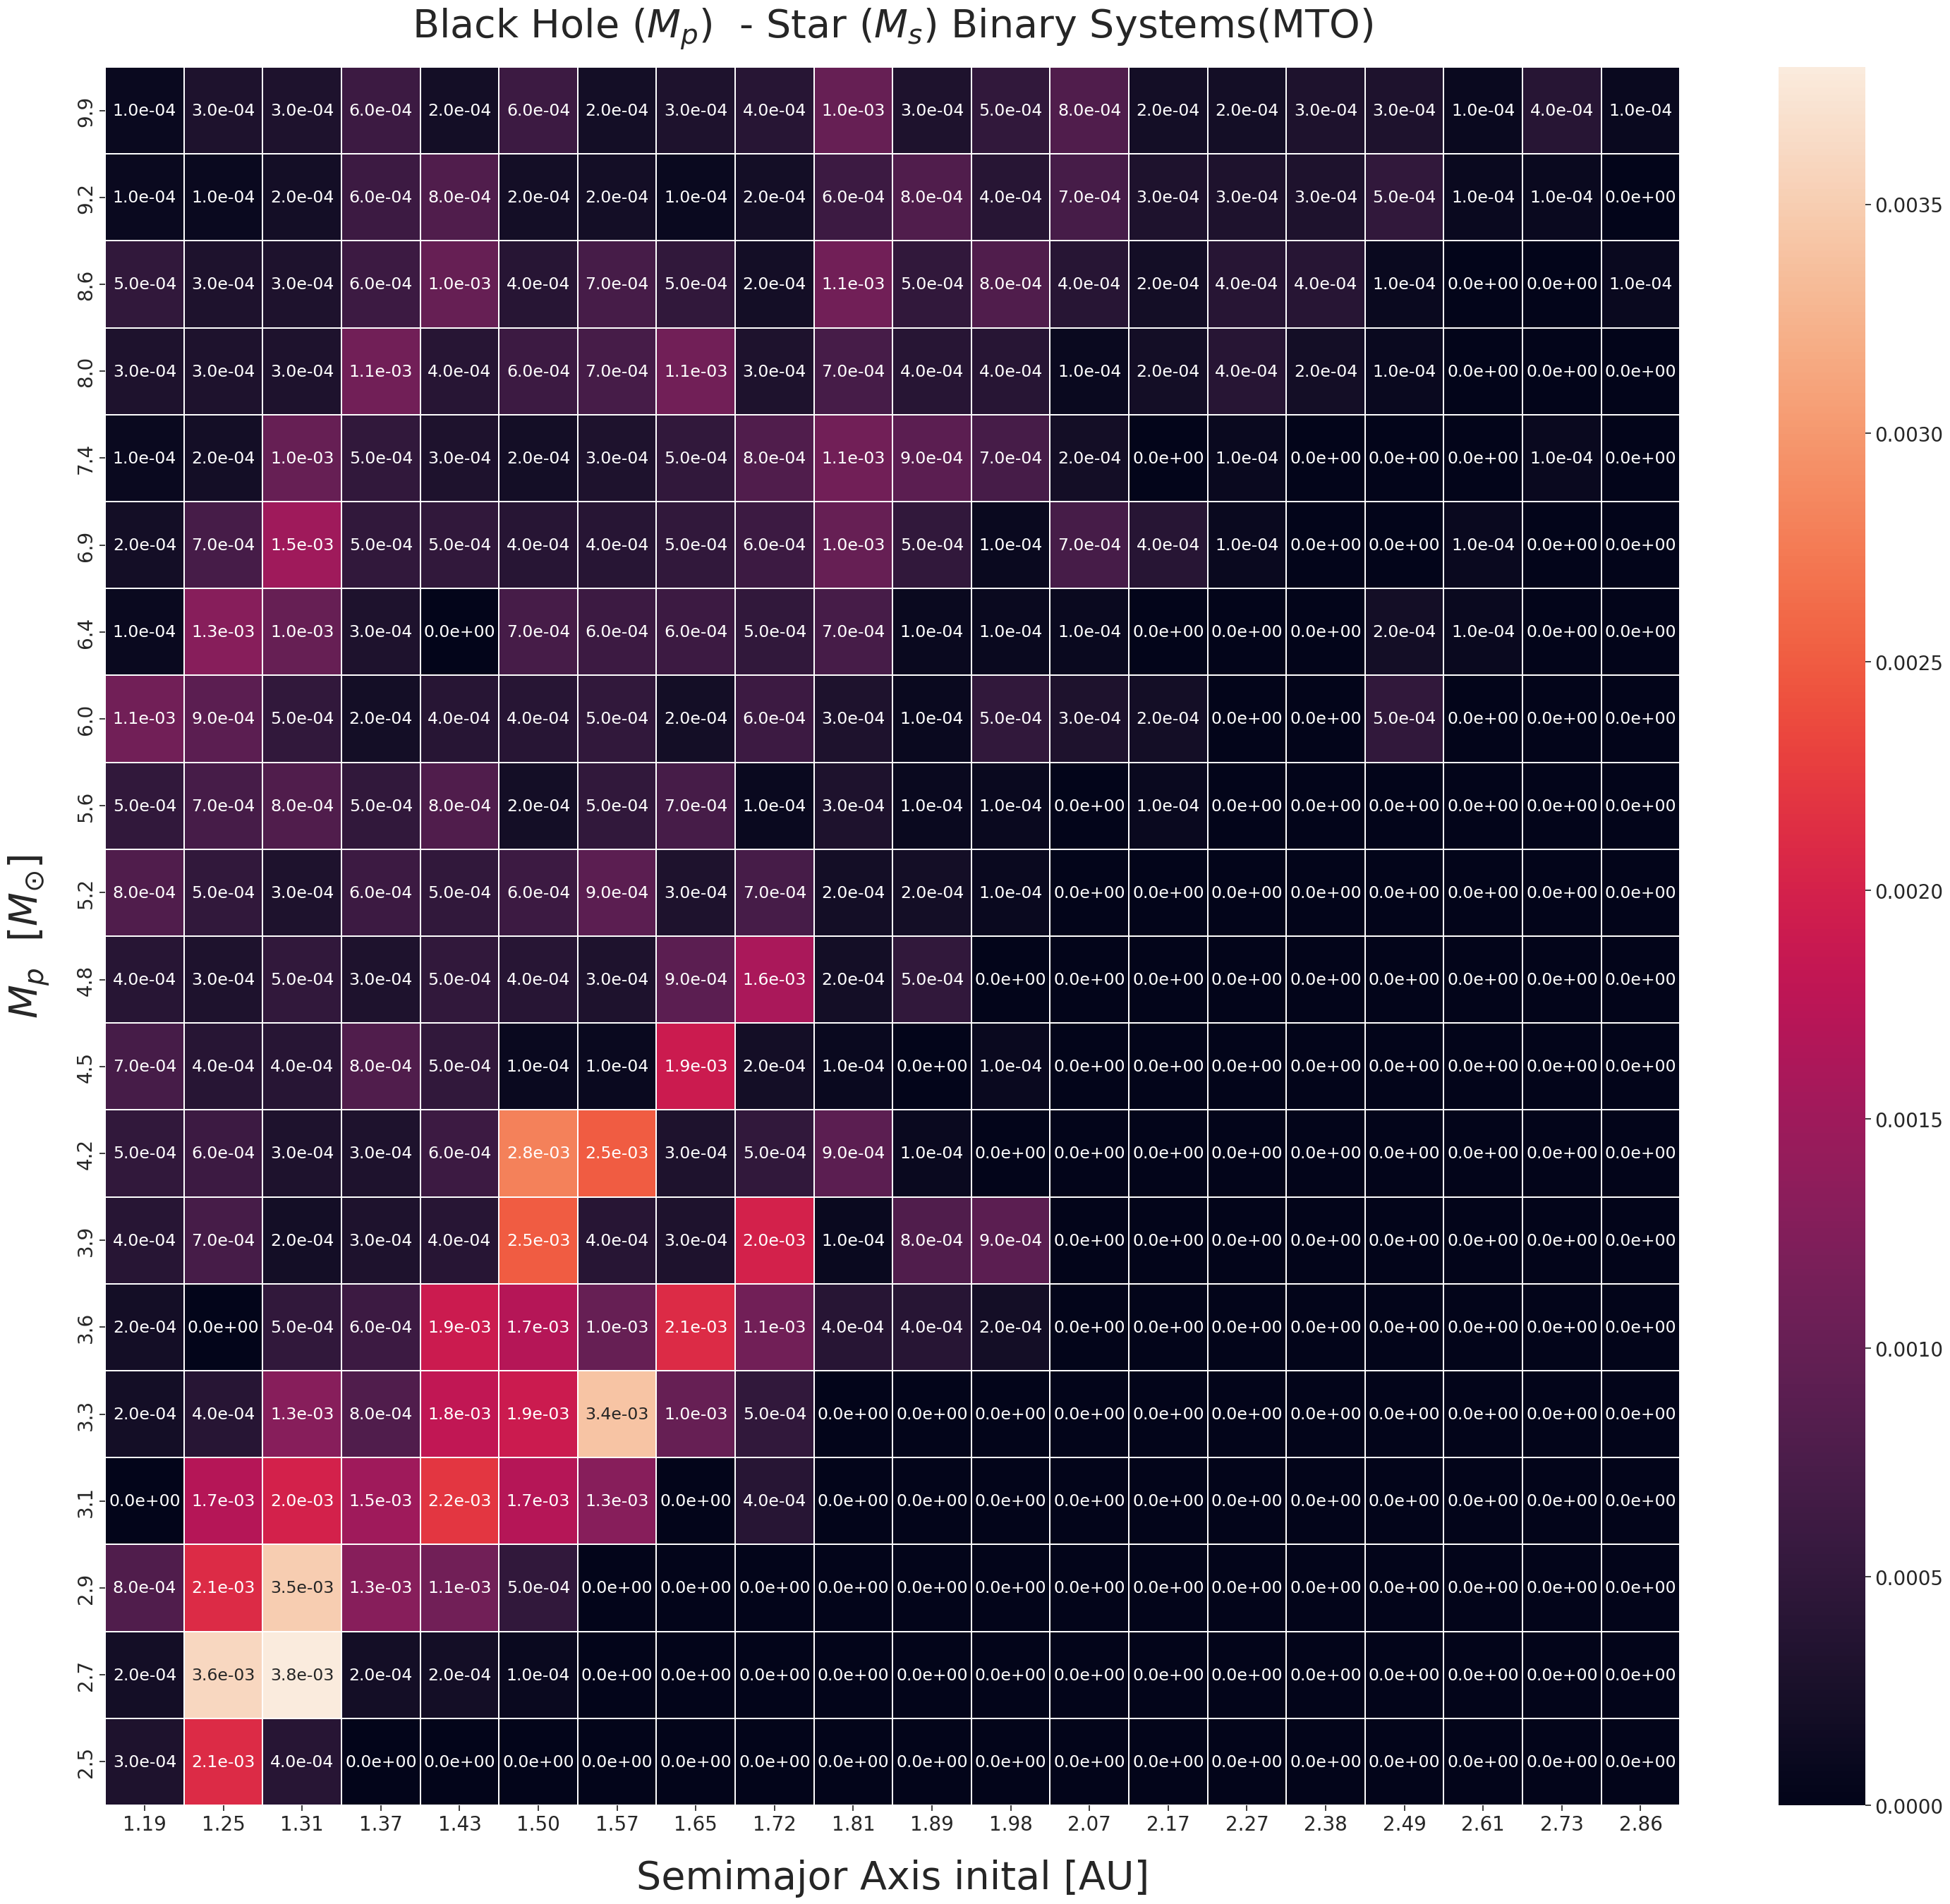 Black Hole (M_p) - Star (M_s) Binary Systems(MTO)
M_p [M_⊙]
9.9 1.0e-04 3.0e-04 3.0e-04 6.0e-04 2.0e-04 6.0e-04 2.0e-04 3.0e-04 4.0e-04 1.0e-03 3.0e-04 5.0e-04 8.0e-04 2.0e-04 2.0e-04 3.0e-04 3.0e-04 1.0e-04 4.0e-04 1.0e-04
9.2 1.0e-04 1.0e-04 2.0e-04 6.0e-04 8.0e-04 2.0e-04 2.0e-04 1.0e-04 2.0e-04 6.0e-04 8.0e-04 4.0e-04 7.0e-04 3.0e-04 3.0e-04 3.0e-04 5.0e-04 1.0e-04 1.0e-04 0.0e+00
8.6 5.0e-04 3.0e-04 3.0e-04 6.0e-04 1.0e-03 4.0e-04 7.0e-04 5.0e-04 2.0e-04 1.1e-03 5.0e-04 8.0e-04 4.0e-04 2.0e-04 4.0e-04 4.0e-04 1.0e-04 0.0e+00 0.0e+00 1.0e-04
8.0 3.0e-04 3.0e-04 3.0e-04 1.1e-03 4.0e-04 6.0e-04 7.0e-04 1.1e-03 3.0e-04 7.0e-04 4.0e-04 4.0e-04 1.0e-04 2.0e-04 4.0e-04 2.0e-04 1.0e-04 0.0e+00 0.0e+00 0.0e+00
7.4 1.0e-04 2.0e-04 1.0e-03 5.0e-04 3.0e-04 2.0e-04 3.0e-04 5.0e-04 8.0e-04 1.1e-03 9.0e-04 7.0e-04 2.0e-04 0.0e+00 1.0e-04 0.0e+00 0.0e+00 0.0e+00 1.0e-04 0.0e+00
6.9 2.0e-04 7.0e-04 1.5e-03 5.0e-04 5.0e-04 4.0e-04 4.0e-04 5.0e-04 6.0e-04 1.0e-03 5.0e-04 1.0e-04 7.0e-04 4.0e-04 1.0e-04 0.0e+00 0.0e+00 1.0e-04 0.0e+00 0.0e+00
6.4 1.0e-04 1.3e-03 1.0e-03 3.0e-04 0.0e+00 7.0e-04 6.0e-04 6.0e-04 5.0e-04 7.0e-04 1.0e-04 1.0e-04 1.0e-04 0.0e+00 0.0e+00 0.0e+00 2.0e-04 1.0e-04 0.0e+00 0.0e+00
6.0 1.1e-03 9.0e-04 5.0e-04 2.0e-04 4.0e-04 4.0e-04 5.0e-04 2.0e-04 6.0e-04 3.0e-04 1.0e-04 5.0e-04 3.0e-04 2.0e-04 0.0e+00 0.0e+00 5.0e-04 0.0e+00 0.0e+00 0.0e+00
5.6 5.0e-04 7.0e-04 8.0e-04 5.0e-04 8.0e-04 2.0e-04 5.0e-04 7.0e-04 1.0e-04 3.0e-04 1.0e-04 1.0e-04 0.0e+00 1.0e-04 0.0e+00 0.0e+00 0.0e+00 0.0e+00 0.0e+00 0.0e+00
5.2 8.0e-04 5.0e-04 3.0e-04 6.0e-04 5.0e-04 6.0e-04 9.0e-04 3.0e-04 7.0e-04 2.0e-04 2.0e-04 1.0e-04 0.0e+00 0.0e+00 0.0e+00 0.0e+00 0.0e+00 0.0e+00 0.0e+00 0.0e+00
4.8 4.0e-04 3.0e-04 5.0e-04 3.0e-04 5.0e-04 4.0e-04 3.0e-04 9.0e-04 1.6e-03 2.0e-04 5.0e-04 0.0e+00 0.0e+00 0.0e+00 0.0e+00 0.0e+00 0.0e+00 0.0e+00 0.0e+00 0.0e+00
4.5 7.0e-04 4.0e-04 4.0e-04 8.0e-04 5.0e-04 1.0e-04 1.0e-04 1.9e-03 2.0e-04 1.0e-04 0.0e+00 1.0e-04 0.0e+00 0.0e+00 0.0e+00 0.0e+00 0.0e+00 0.0e+00 0.0e+00 0.0e+00
4.2 5.0e-04 6.0e-04 3.0e-04 3.0e-04 6.0e-04 2.8e-03 2.5e-03 3.0e-04 5.0e-04 9.0e-04 1.0e-04 0.0e+00 0.0e+00 0.0e+00 0.0e+00 0.0e+00 0.0e+00 0.0e+00 0.0e+00 0.0e+00
3.9 4.0e-04 7.0e-04 2.0e-04 3.0e-04 4.0e-04 2.5e-03 4.0e-04 3.0e-04 2.0e-03 1.0e-04 8.0e-04 9.0e-04 0.0e+00 0.0e+00 0.0e+00 0.0e+00 0.0e+00 0.0e+00 0.0e+00 0.0e+00
3.6 2.0e-04 0.0e+00 5.0e-04 6.0e-04 1.9e-03 1.7e-03 1.0e-03 2.1e-03 1.1e-03 4.0e-04 4.0e-04 2.0e-04 0.0e+00 0.0e+00 0.0e+00 0.0e+00 0.0e+00 0.0e+00 0.0e+00 0.0e+00
3.3 2.0e-04 4.0e-04 1.3e-03 8.0e-04 1.8e-03 1.9e-03 3.4e-03 1.0e-03 5.0e-04 0.0e+00 0.0e+00 0.0e+00 0.0e+00 0.0e+00 0.0e+00 0.0e+00 0.0e+00 0.0e+00 0.0e+00 0.0e+00
3.1 0.0e+00 1.7e-03 2.0e-03 1.5e-03 2.2e-03 1.7e-03 1.3e-03 0.0e+00 4.0e-04 0.0e+00 0.0e+00 0.0e+00 0.0e+00 0.0e+00 0.0e+00 0.0e+00 0.0e+00 0.0e+00 0.0e+00 0.0e+00
2.9 8.0e-04 2.1e-03 3.5e-03 1.3e-03 1.1e-03 5.0e-04 0.0e+00 0.0e+00 0.0e+00 0.0e+00 0.0e+00 0.0e+00 0.0e+00 0.0e+00 0.0e+00 0.0e+00 0.0e+00 0.0e+00 0.0e+00 0.0e+00
2.7 2.0e-04 3.6e-03 3.8e-03 2.0e-04 2.0e-04 1.0e-04 0.0e+00 0.0e+00 0.0e+00 0.0e+00 0.0e+00 0.0e+00 0.0e+00 0.0e+00 0.0e+00 0.0e+00 0.0e+00 0.0e+00 0.0e+00 0.0e+00
2.5 3.0e-04 2.1e-03 4.0e-04 0.0e+00 0.0e+00 0.0e+00 0.0e+00 0.0e+00 0.0e+00 0.0e+00 0.0e+00 0.0e+00 0.0e+00 0.0e+00 0.0e+00 0.0e+00 0.0e+00 0.0e+00 0.0e+00 0.0e+00
1.19 1.25 1.31 1.37 1.43 1.50 1.57 1.65 1.72 1.81 1.89 1.98 2.07 2.17 2.27 2.38 2.49 2.61 2.73 2.86
Semimajor Axis inital [AU]
0.0035
0.0030
0.0025
0.0020
0.0015
0.0010
0.0005
0.0000